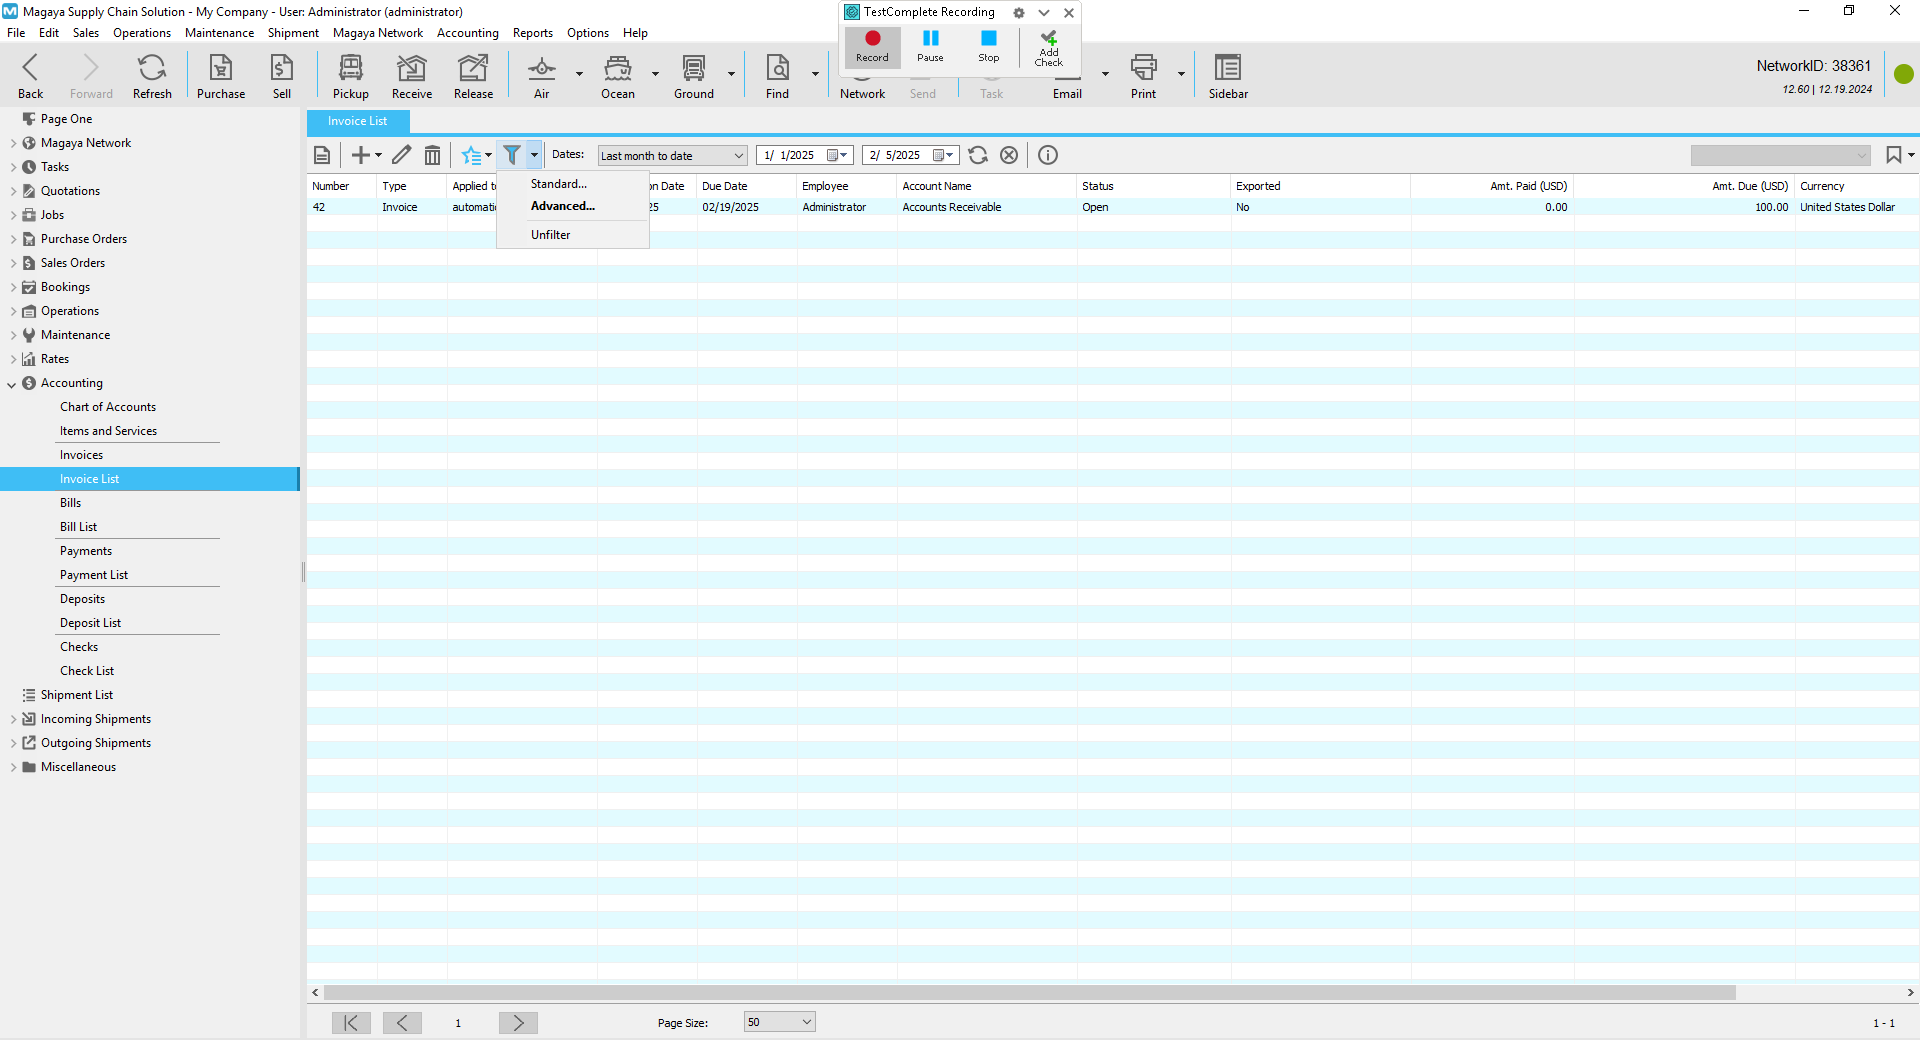 Magaya Supply Chain Solution - My Company - User: Administrator (administrator)
TestComplete Recording
File Edit Sales Operations Maintenance Shipment Magaya Network Accounting Reports Options Help
Record Pause Stop Add Check
Back Forward Refresh Purchase Sell Pickup Receive Release Air Ocean Ground Find Network Send Task Email Print Sidebar
NetworkID: 38361
12.60 | 12.19.2024
Page One
Magaya Network
Tasks
Quotations
Jobs
Purchase Orders
Sales Orders
Bookings
Operations
Maintenance
Rates
Accounting
Chart of Accounts
Items and Services
Invoices
Invoice List
Bills
Bill List
Payments
Payment List
Deposits
Deposit List
Checks
Check List
Shipment List
Incoming Shipments
Outgoing Shipments
Miscellaneous
Invoice List
Dates: Last month to date 1/ 1/2025 2/ 5/2025
Standard...
Advanced...
Unfilter
Number Type Applied to on Date Due Date Employee Account Name Status Exported Amt. Paid (USD) Amt. Due (USD) Currency
42 Invoice automatic 25 02/19/2025 Administrator Accounts Receivable Open No 0.00 100.00 United States Dollar
1 Page Size: 50 1 - 1